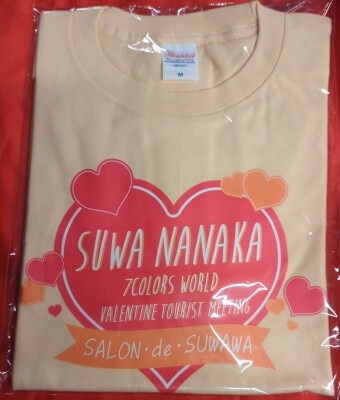 M
SUWA NANAKA
7COLORS WORLD
VALENTINE TOURIST MEETING
SALON・de・SUWAWA